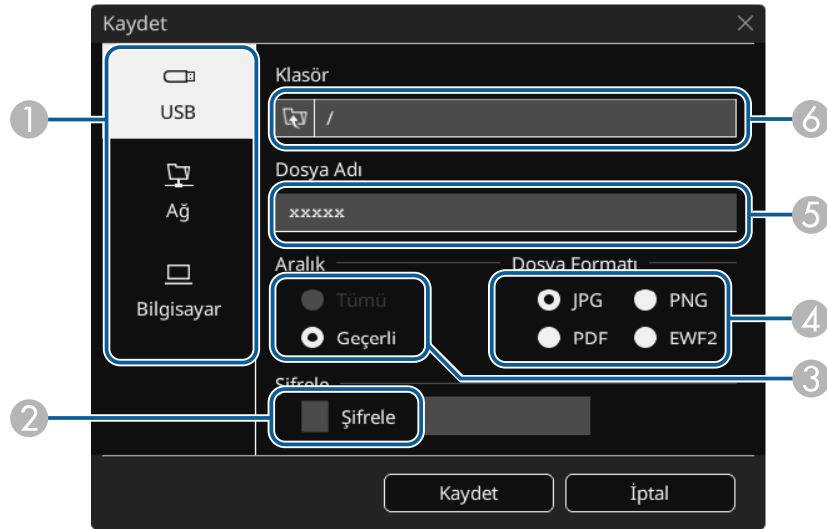 Kaydet
1
USB
Ağ
Bilgisayar
Klasör
/
6
Dosya Adı
xxxxx
5
Aralık
Tümü
Geçerli
3
Dosya Formatı
JPG
PNG
PDF
EWF2
4
Şifrele
2
Şifrele
Kaydet
İptal